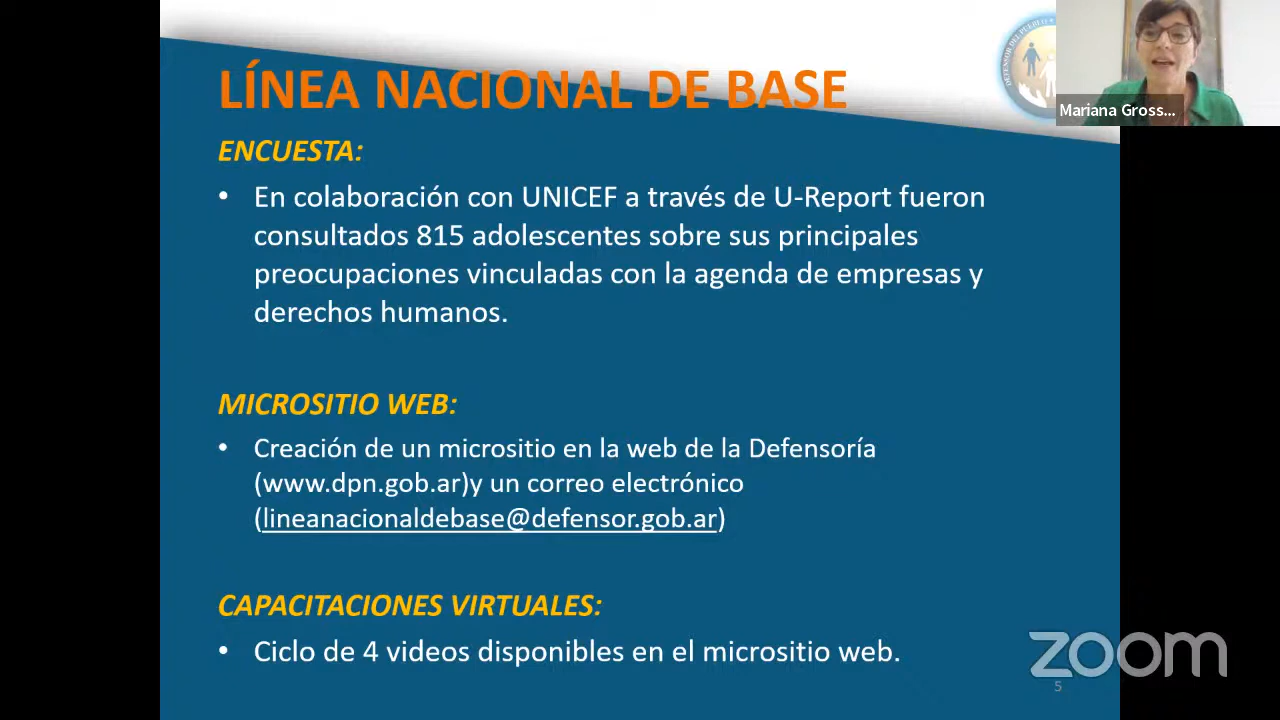 LÍNEA NACIONAL DE BASE
DEFENSOR DEL PUEBLO
Mariana Gross...
ENCUESTA:
• En colaboración con UNICEF a través de U-Report fueron
consultados 815 adolescentes sobre sus principales
preocupaciones vinculadas con la agenda de empresas y
derechos humanos.
MICROSITIO WEB:
• Creación de un micrositio en la web de la Defensoría
(www.dpn.gob.ar)y un correo electrónico
(lineanacionaldebase@defensor.gob.ar)
CAPACITACIONES VIRTUALES:
• Ciclo de 4 videos disponibles en el micrositio web.
zoom
5